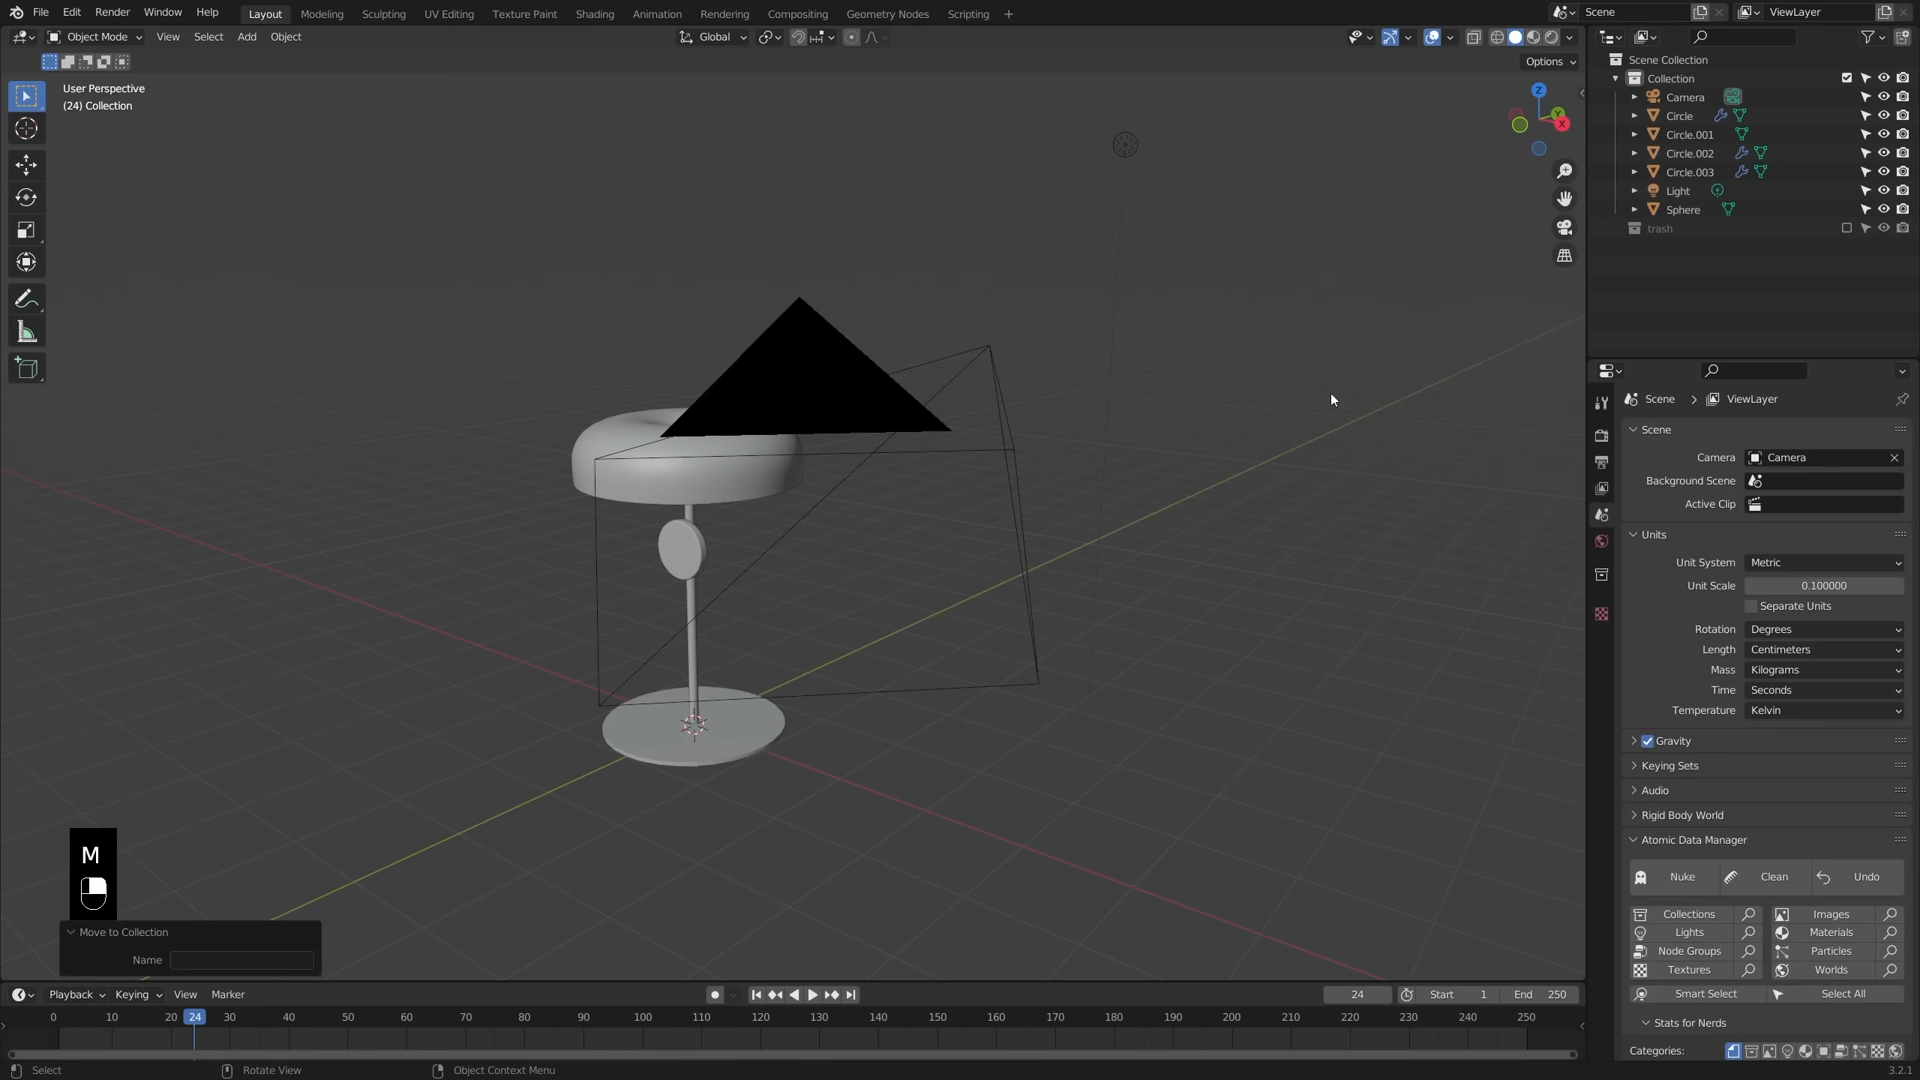 File Edit Render Window Help Layout Modeling Sculpting UV Editing Texture Paint Shading Animation Rendering Compositing Geometry Nodes Scripting + Scene ViewLayer
Object Mode View Select Add Object Global
Options
User Perspective
(24) Collection
Z
Y
X
M
Move to Collection
Name
Scene Collection
Collection
Camera
Circle
Circle.001
Circle.002
Circle.003
Light
Sphere
trash
Scene > ViewLayer
Scene
Camera Camera
Background Scene
Active Clip
Units
Unit System Metric
Unit Scale 0.100000
Separate Units
Rotation Degrees
Length Centimeters
Mass Kilograms
Time Seconds
Temperature Kelvin
Gravity
Keying Sets
Audio
Rigid Body World
Atomic Data Manager
Nuke Clean Undo
Collections Images
Lights Materials
Node Groups Particles
Textures Worlds
Smart Select Select All
Stats for Nerds
Categories:
Playback Keying View Marker 24 Start 1 End 250
0 10 20 24 30 40 50 60 70 80 90 100 110 120 130 140 150 160 170 180 190 200 210 220 230 240 250
Select Rotate View Object Context Menu 3.2.1